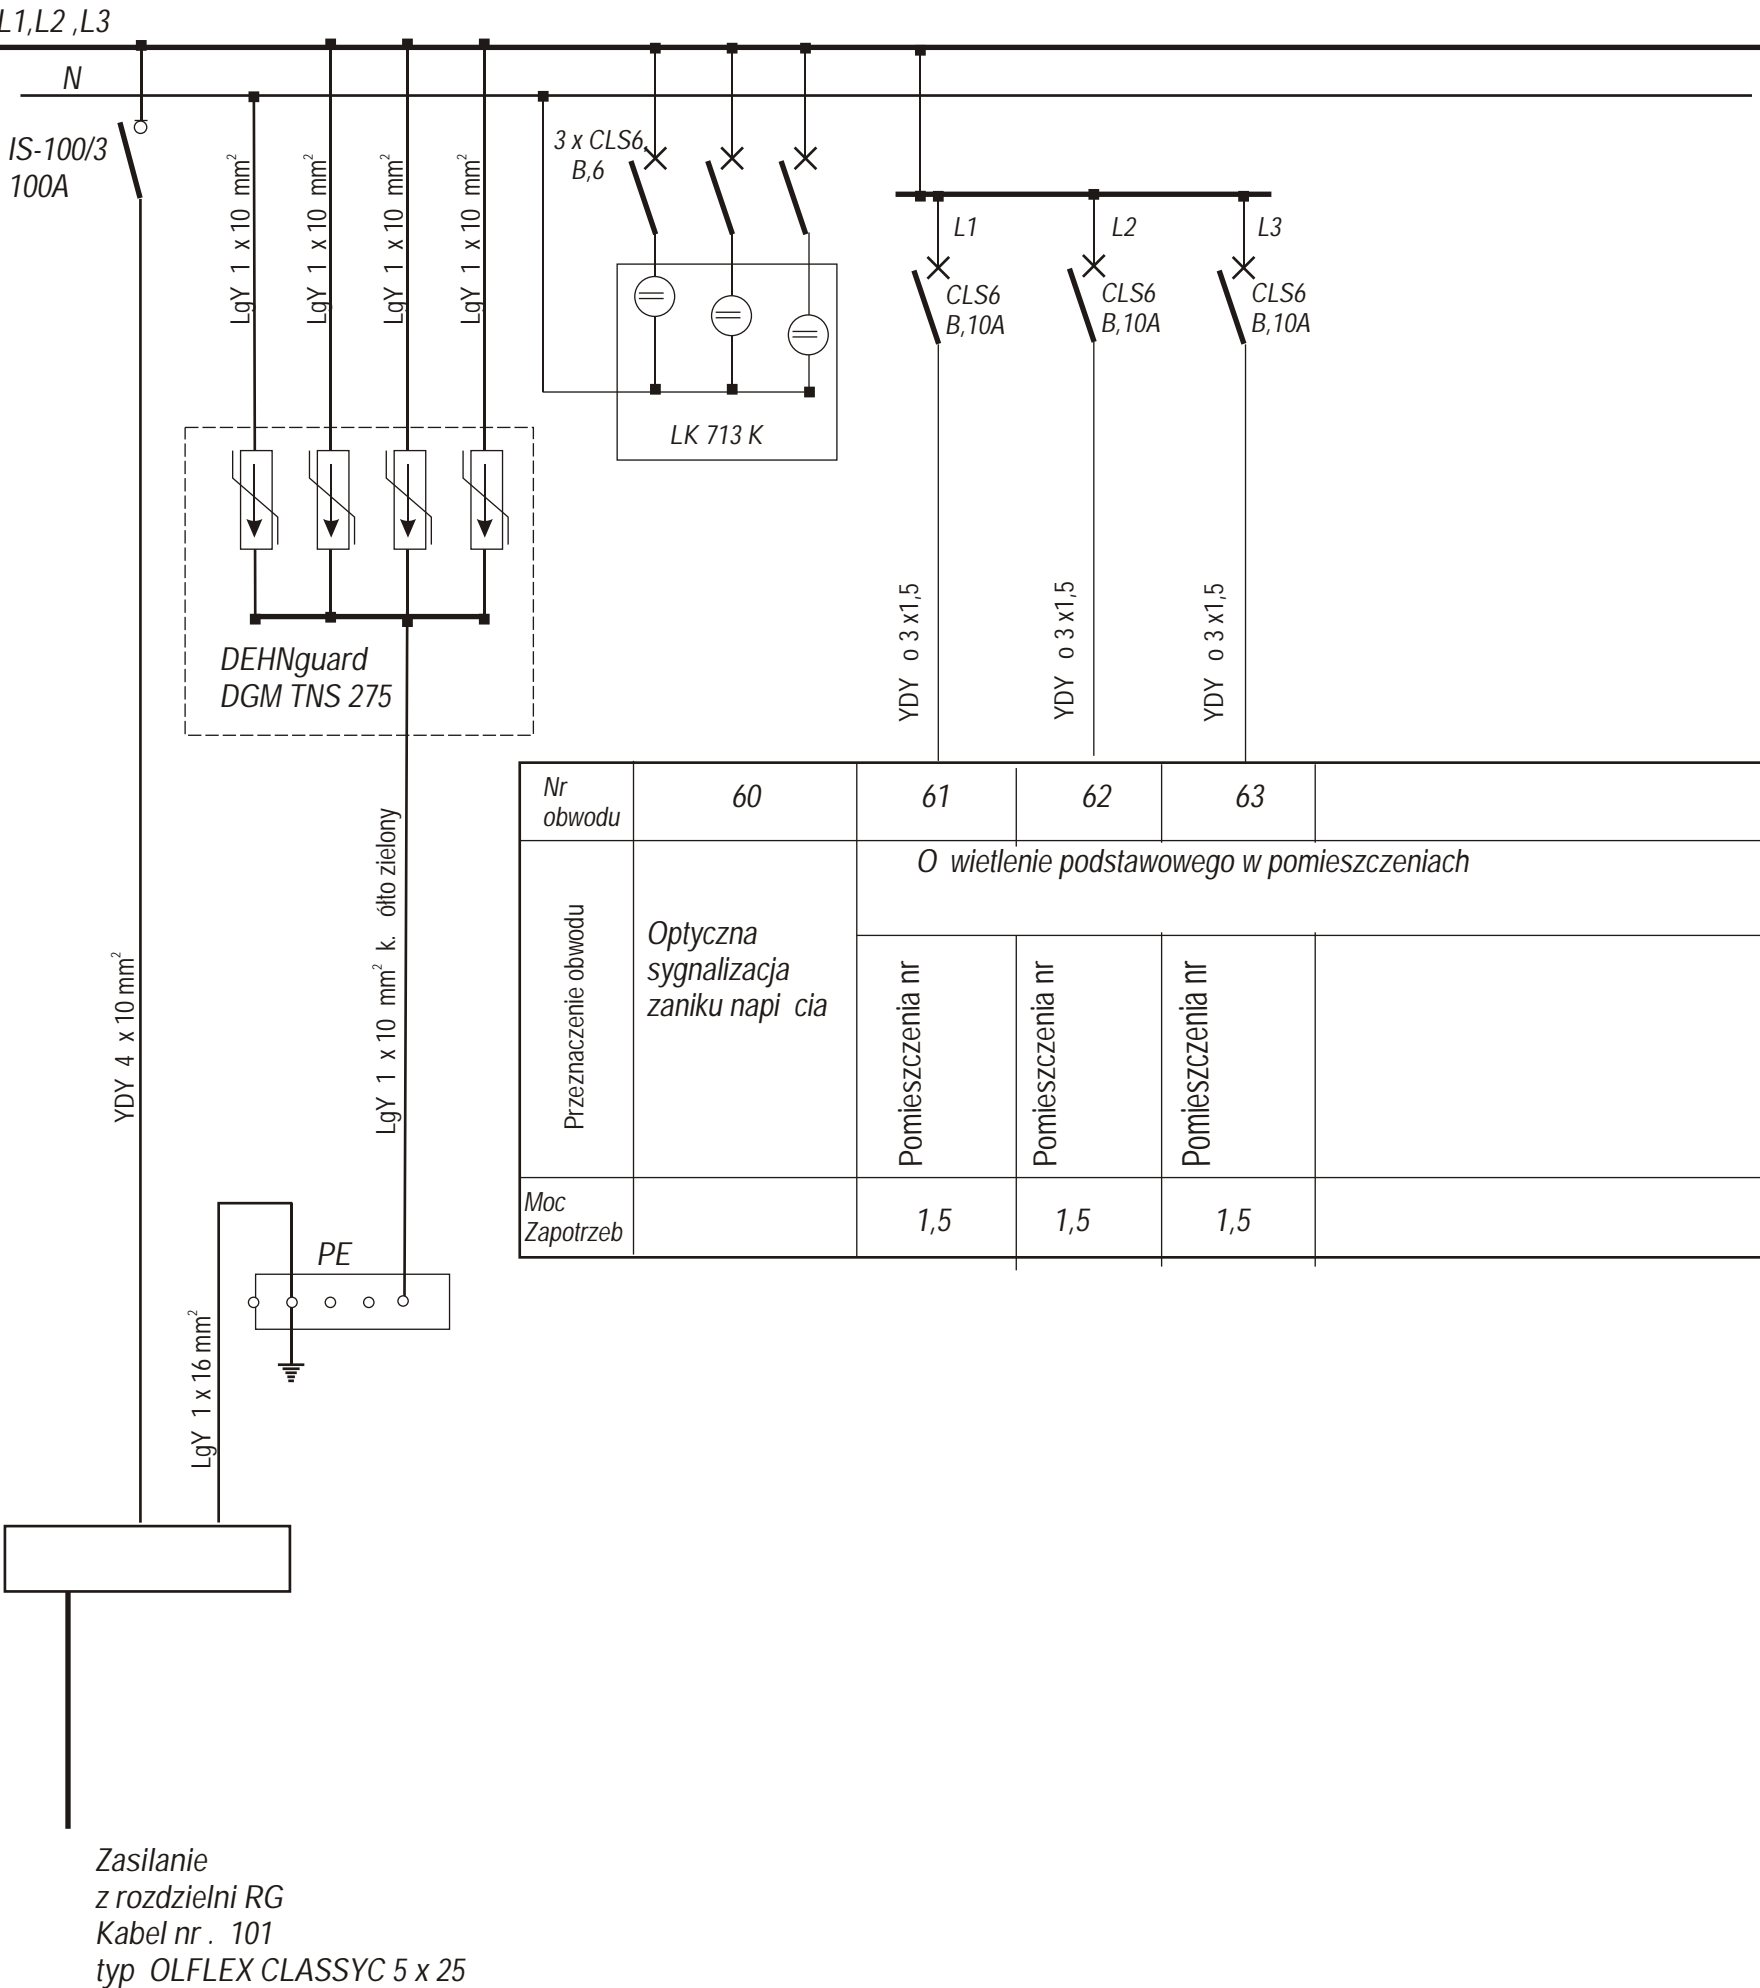 L1,L2 ,L3
N
IS-100/3
100A
LgY 1 x 10 mm²
LgY 1 x 10 mm²
LgY 1 x 10 mm²
LgY 1 x 10 mm²
3 x CLS6,
B,6
LK 713 K
L1
CLS6
B,10A
L2
CLS6
B,10A
L3
CLS6
B,10A
DEHNguard
DGM TNS 275
YDY o 3 x1,5
YDY o 3 x1,5
YDY o 3 x1,5
YDY 4 x 10 mm²
LgY 1 x 10 mm² k. ółto zielony
Nr
obwodu
60
61
62
63
Przeznaczenie obwodu
Optyczna
sygnalizacja
zaniku napi cia
O wietlenie podstawowego w pomieszczeniach
Pomieszczenia nr
Pomieszczenia nr
Pomieszczenia nr
Moc
Zapotrzeb
1,5
1,5
1,5
PE
LgY 1 x 16 mm²
Zasilanie
z rozdzielni RG
Kabel nr . 101
typ OLFLEX CLASSYC 5 x 25